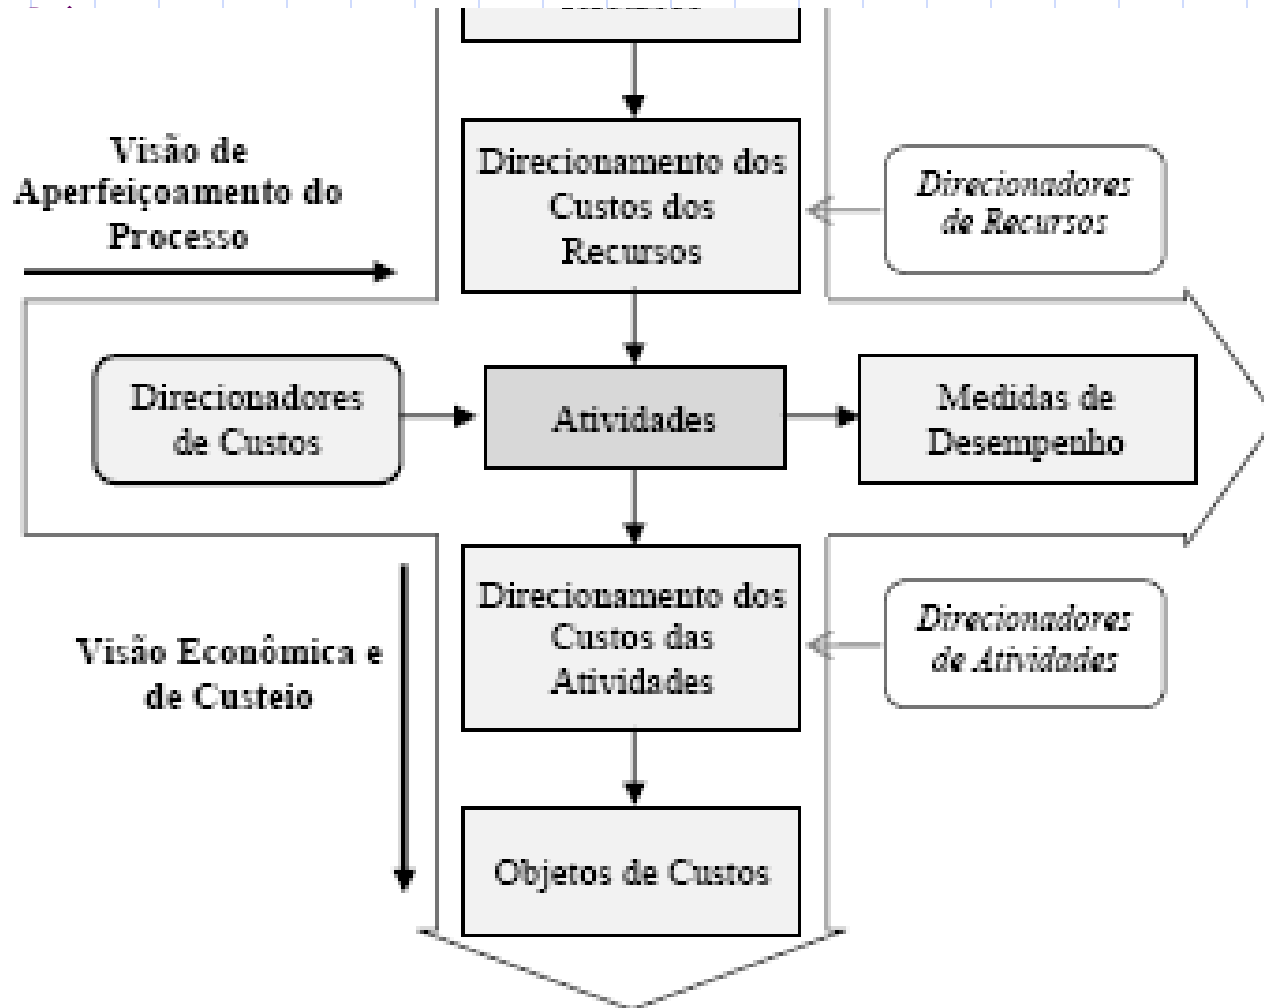 Visão de
Aperfeiçoamento do
Processo
Direcionamento dos
Custos dos
Recursos
Direcionadores
de Recursos
Direcionadores
de Custos
Atividades
Medidas de
Desempenho
Visão Econômica e
de Custeio
Direcionamento dos
Custos das
Atividades
Direcionadores
de Atividades
Objetos de Custos